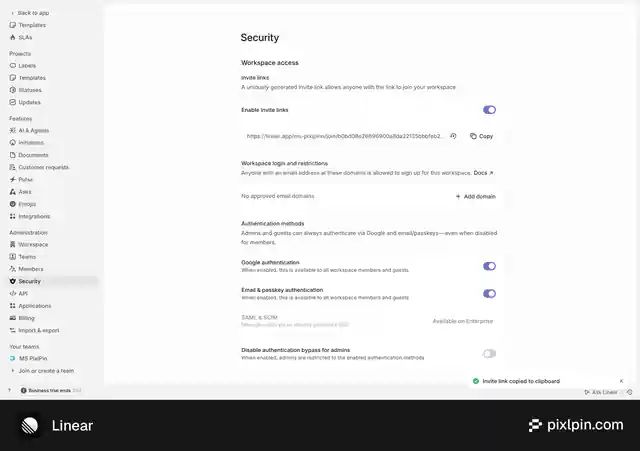 Back to app
Templates
SLAs
Projects
Labels
Templates
Statuses
Updates
Features
AI & Agents
Initiatives
Documents
Customer requests
Pulse
Asks
Emojis
Integrations
Administration
Workspace
Teams
Members
Security
API
Applications
Billing
Import & export
Your teams
MS PixlPin
Join or create a team
Business trial ends
Security
Workspace access
Invite links
A uniquely generated invite link allows anyone with the link to join your workspace
Enable invite links
Copy
Workspace login and restrictions
Anyone with an email address at these domains is allowed to sign up for this workspace. Docs ↗
No approved email domains
+ Add domain
Authentication methods
Admins and guests can always authenticate via Google and email/passkeys—even when disabled
for members.
Google authentication
When enabled, this is available to all workspace members and guests.
Email & passkey authentication
When enabled, this is available to all workspace members and guests
SAML & SCIM
Available on Enterprise
Disable authentication bypass for admins
When enabled, admins are restricted to the enabled authentication methods
Invite link copied to clipboard
Ask Linear
Linear
pixlpin.com